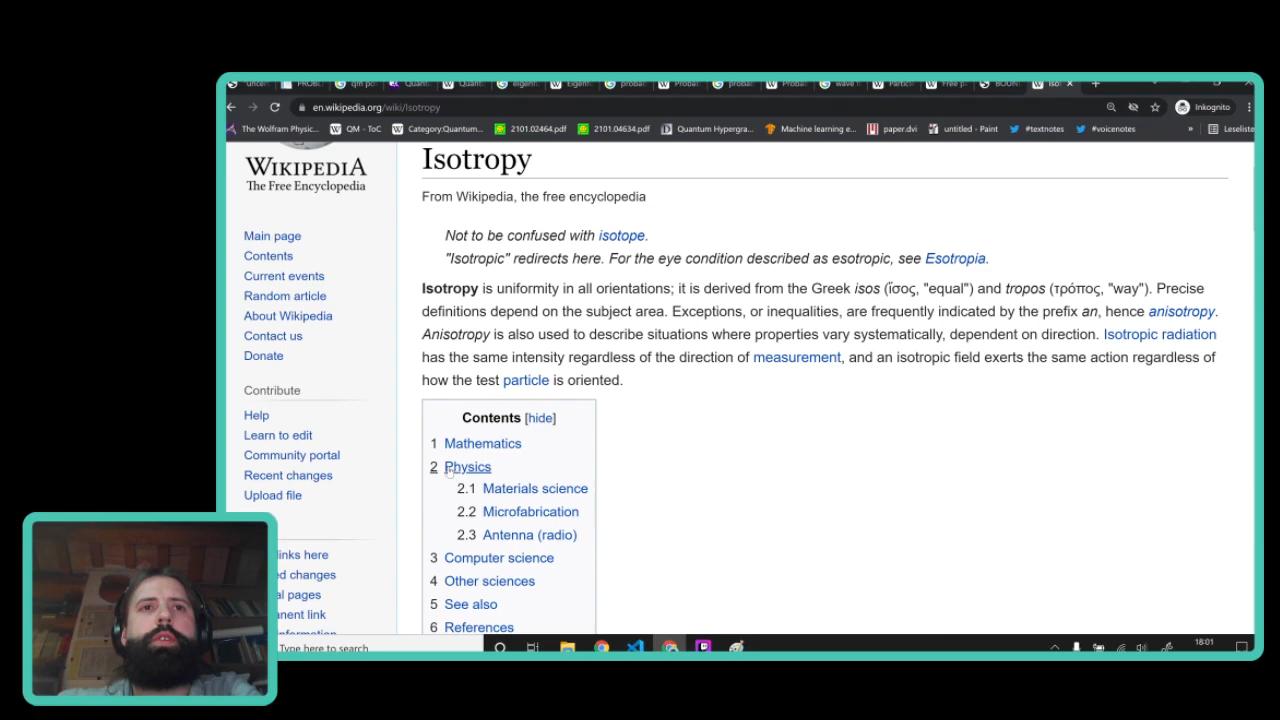 en.wikipedia.org/wiki/Isotropy
Inkognito
The Wolfram Physic...
QM - ToC
Category:Quantum...
2101.02464.pdf
2101.04634.pdf
Quantum Hypergra...
Machine learning e...
paper.dvi
untitled - Paint
#textnotes
#voicenotes
»
Leseliste
WIKIPEDIA
The Free Encyclopedia
Main page
Contents
Current events
Random article
About Wikipedia
Contact us
Donate
Contribute
Help
Learn to edit
Community portal
Recent changes
Upload file
links here
ed changes
al pages
anent link
Isotropy
From Wikipedia, the free encyclopedia
Not to be confused with isotope.
"Isotropic" redirects here. For the eye condition described as esotropic, see Esotropia.
Isotropy is uniformity in all orientations; it is derived from the Greek isos (ἴσος, "equal") and tropos (τρόπος, "way"). Precise
definitions depend on the subject area. Exceptions, or inequalities, are frequently indicated by the prefix an, hence anisotropy.
Anisotropy is also used to describe situations where properties vary systematically, dependent on direction. Isotropic radiation
has the same intensity regardless of the direction of measurement, and an isotropic field exerts the same action regardless of
how the test particle is oriented.
Contents [hide]
1 Mathematics
2 Physics
2.1 Materials science
2.2 Microfabrication
2.3 Antenna (radio)
3 Computer science
4 Other sciences
5 See also
6 References
Type here to search
18:01